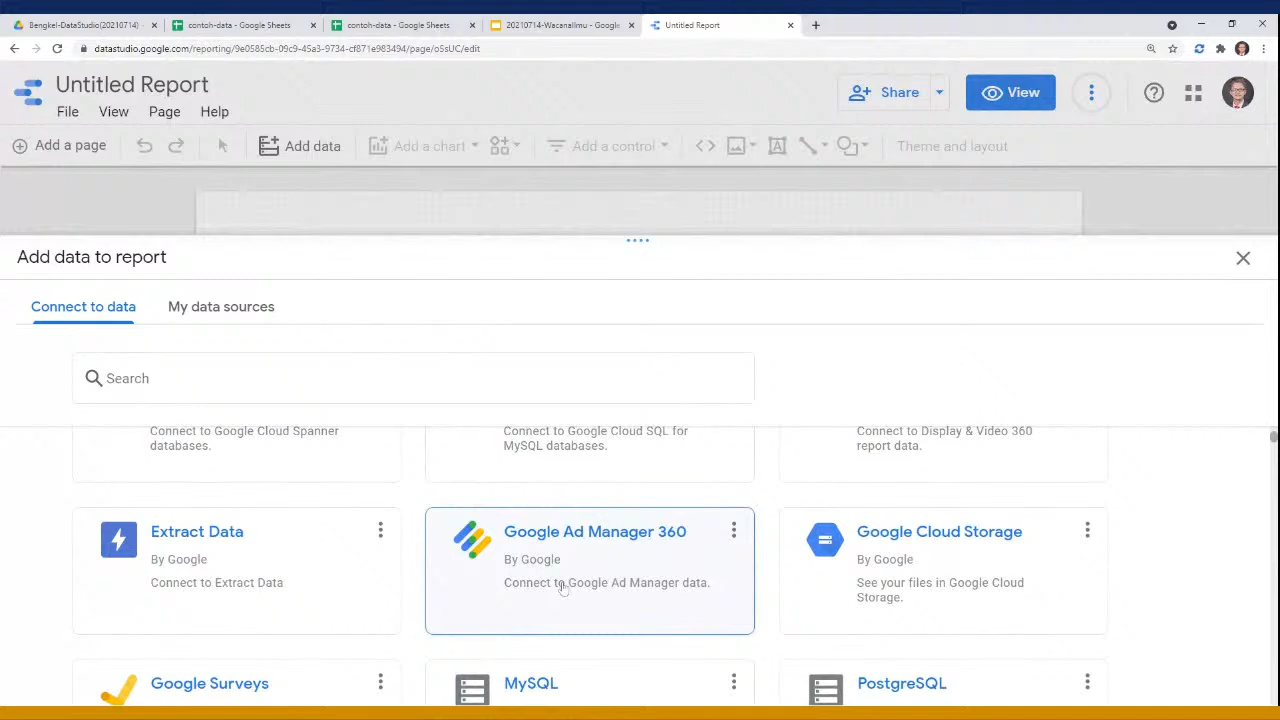 Bengkel-DataStudio(20210714) -
contoh-data - Google Sheets
contoh-data - Google Sheets
20210714-WacanaIlmu - Google
Untitled Report
datastudio.google.com/reporting/9e0585cb-09c9-45a3-9734-cf871e983494/page/oSsUC/edit
Untitled Report
Share
View
File View Page Help
Add a page
Add data
Add a chart
Add a control
Theme and layout
Add data to report
Connect to data
My data sources
Search
Connect to Google Cloud Spanner
databases.
Connect to Google Cloud SQL for
MySQL databases.
Connect to Display & Video 360
report data.
Extract Data
By Google
Connect to Extract Data
Google Ad Manager 360
By Google
Connect to Google Ad Manager data.
Google Cloud Storage
By Google
See your files in Google Cloud
Storage.
Google Surveys
MySQL
PostgreSQL